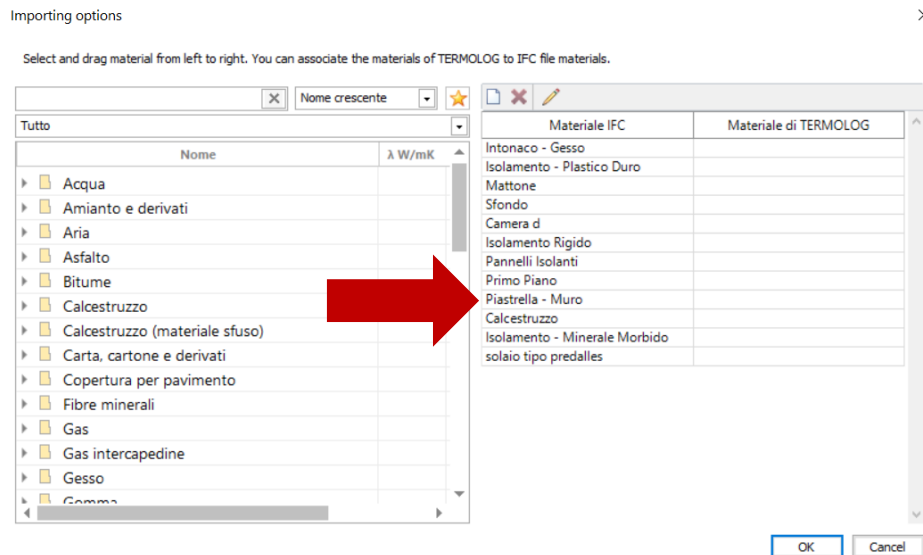 Importing options
Select and drag material from left to right. You can associate the materials of TERMOLOG to IFC file materials.
Nome crescente
Tutto
Nome λ W/mK
Acqua
Amianto e derivati
Aria
Asfalto
Bitume
Calcestruzzo
Calcestruzzo (materiale sfuso)
Carta, cartone e derivati
Copertura per pavimento
Fibre minerali
Gas
Gas intercapedine
Gesso
Gomma
Materiale IFC Materiale di TERMOLOG
Intonaco - Gesso
Isolamento - Plastico Duro
Mattone
Sfondo
Camera d
Isolamento Rigido
Pannelli Isolanti
Primo Piano
Piastrella - Muro
Calcestruzzo
Isolamento - Minerale Morbido
solaio tipo predalles
OK Cancel